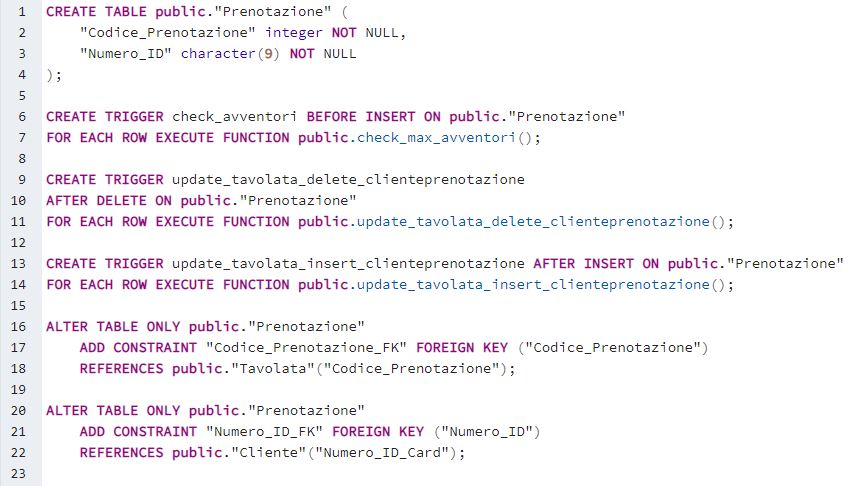 1 CREATE TABLE public."Prenotazione" (
2 "Codice_Prenotazione" integer NOT NULL,
3 "Numero_ID" character(9) NOT NULL
4 );
5
6 CREATE TRIGGER check_avventori BEFORE INSERT ON public."Prenotazione"
7 FOR EACH ROW EXECUTE FUNCTION public.check_max_avventori();
8
9 CREATE TRIGGER update_tavolata_delete_clienteprenotazione
10 AFTER DELETE ON public."Prenotazione"
11 FOR EACH ROW EXECUTE FUNCTION public.update_tavolata_delete_clienteprenotazione();
12
13 CREATE TRIGGER update_tavolata_insert_clienteprenotazione AFTER INSERT ON public."Prenotazione"
14 FOR EACH ROW EXECUTE FUNCTION public.update_tavolata_insert_clienteprenotazione();
15
16 ALTER TABLE ONLY public."Prenotazione"
17 ADD CONSTRAINT "Codice_Prenotazione_FK" FOREIGN KEY ("Codice_Prenotazione")
18 REFERENCES public."Tavolata"("Codice_Prenotazione");
19
20 ALTER TABLE ONLY public."Prenotazione"
21 ADD CONSTRAINT "Numero_ID_FK" FOREIGN KEY ("Numero_ID")
22 REFERENCES public."Cliente"("Numero_ID_Card");
23